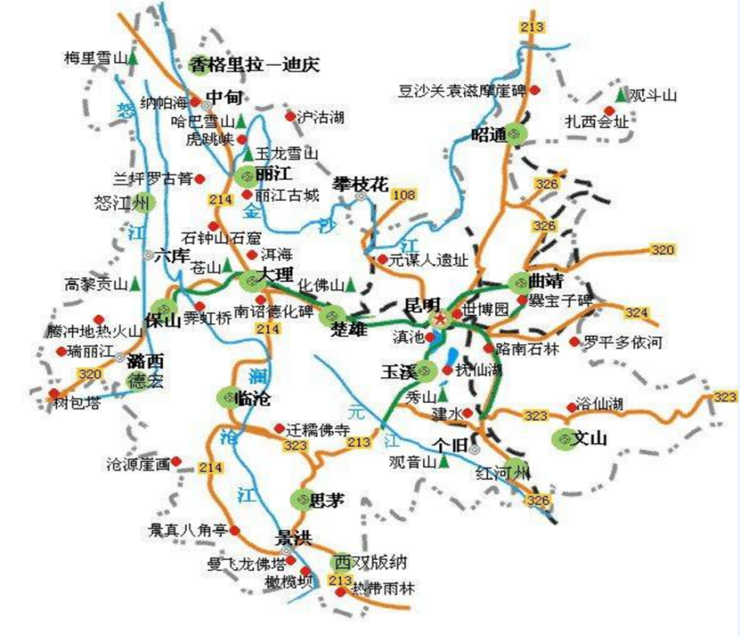 213
梅里雪山
香格里拉—迪庆
纳帕海
中甸
豆沙关袁滋摩崖碑
观斗山
怒
哈巴雪山
泸沽湖
扎西会址
虎跳峡
昭通
玉龙雪山
兰坪罗古箐
丽江
攀枝花
326
怒江州
214
丽江古城
108
金
沙
江
326
江
石钟山石窟
六库
洱海
元谋人遗址
320
苍山
高黎贡山
大理
化佛山
曲靖
保山
霁虹桥
南诏德化碑
昆明
世博园
爨宝子碑
324
腾冲地热火山
214
楚雄
滇池
瑞丽江
潞西
路南石林
罗平多依河
320
德宏
澜
玉溪
抚仙湖
树包塔
临沧
秀山
元
建水
323
浴仙湖
323
沧
迁糯佛寺
江
323
213
个旧
文山
沧源崖画
214
观音山
红河州
江
思茅
326
景真八角亭
景洪
曼飞龙佛塔
西双版纳
橄榄坝
213
热带雨林